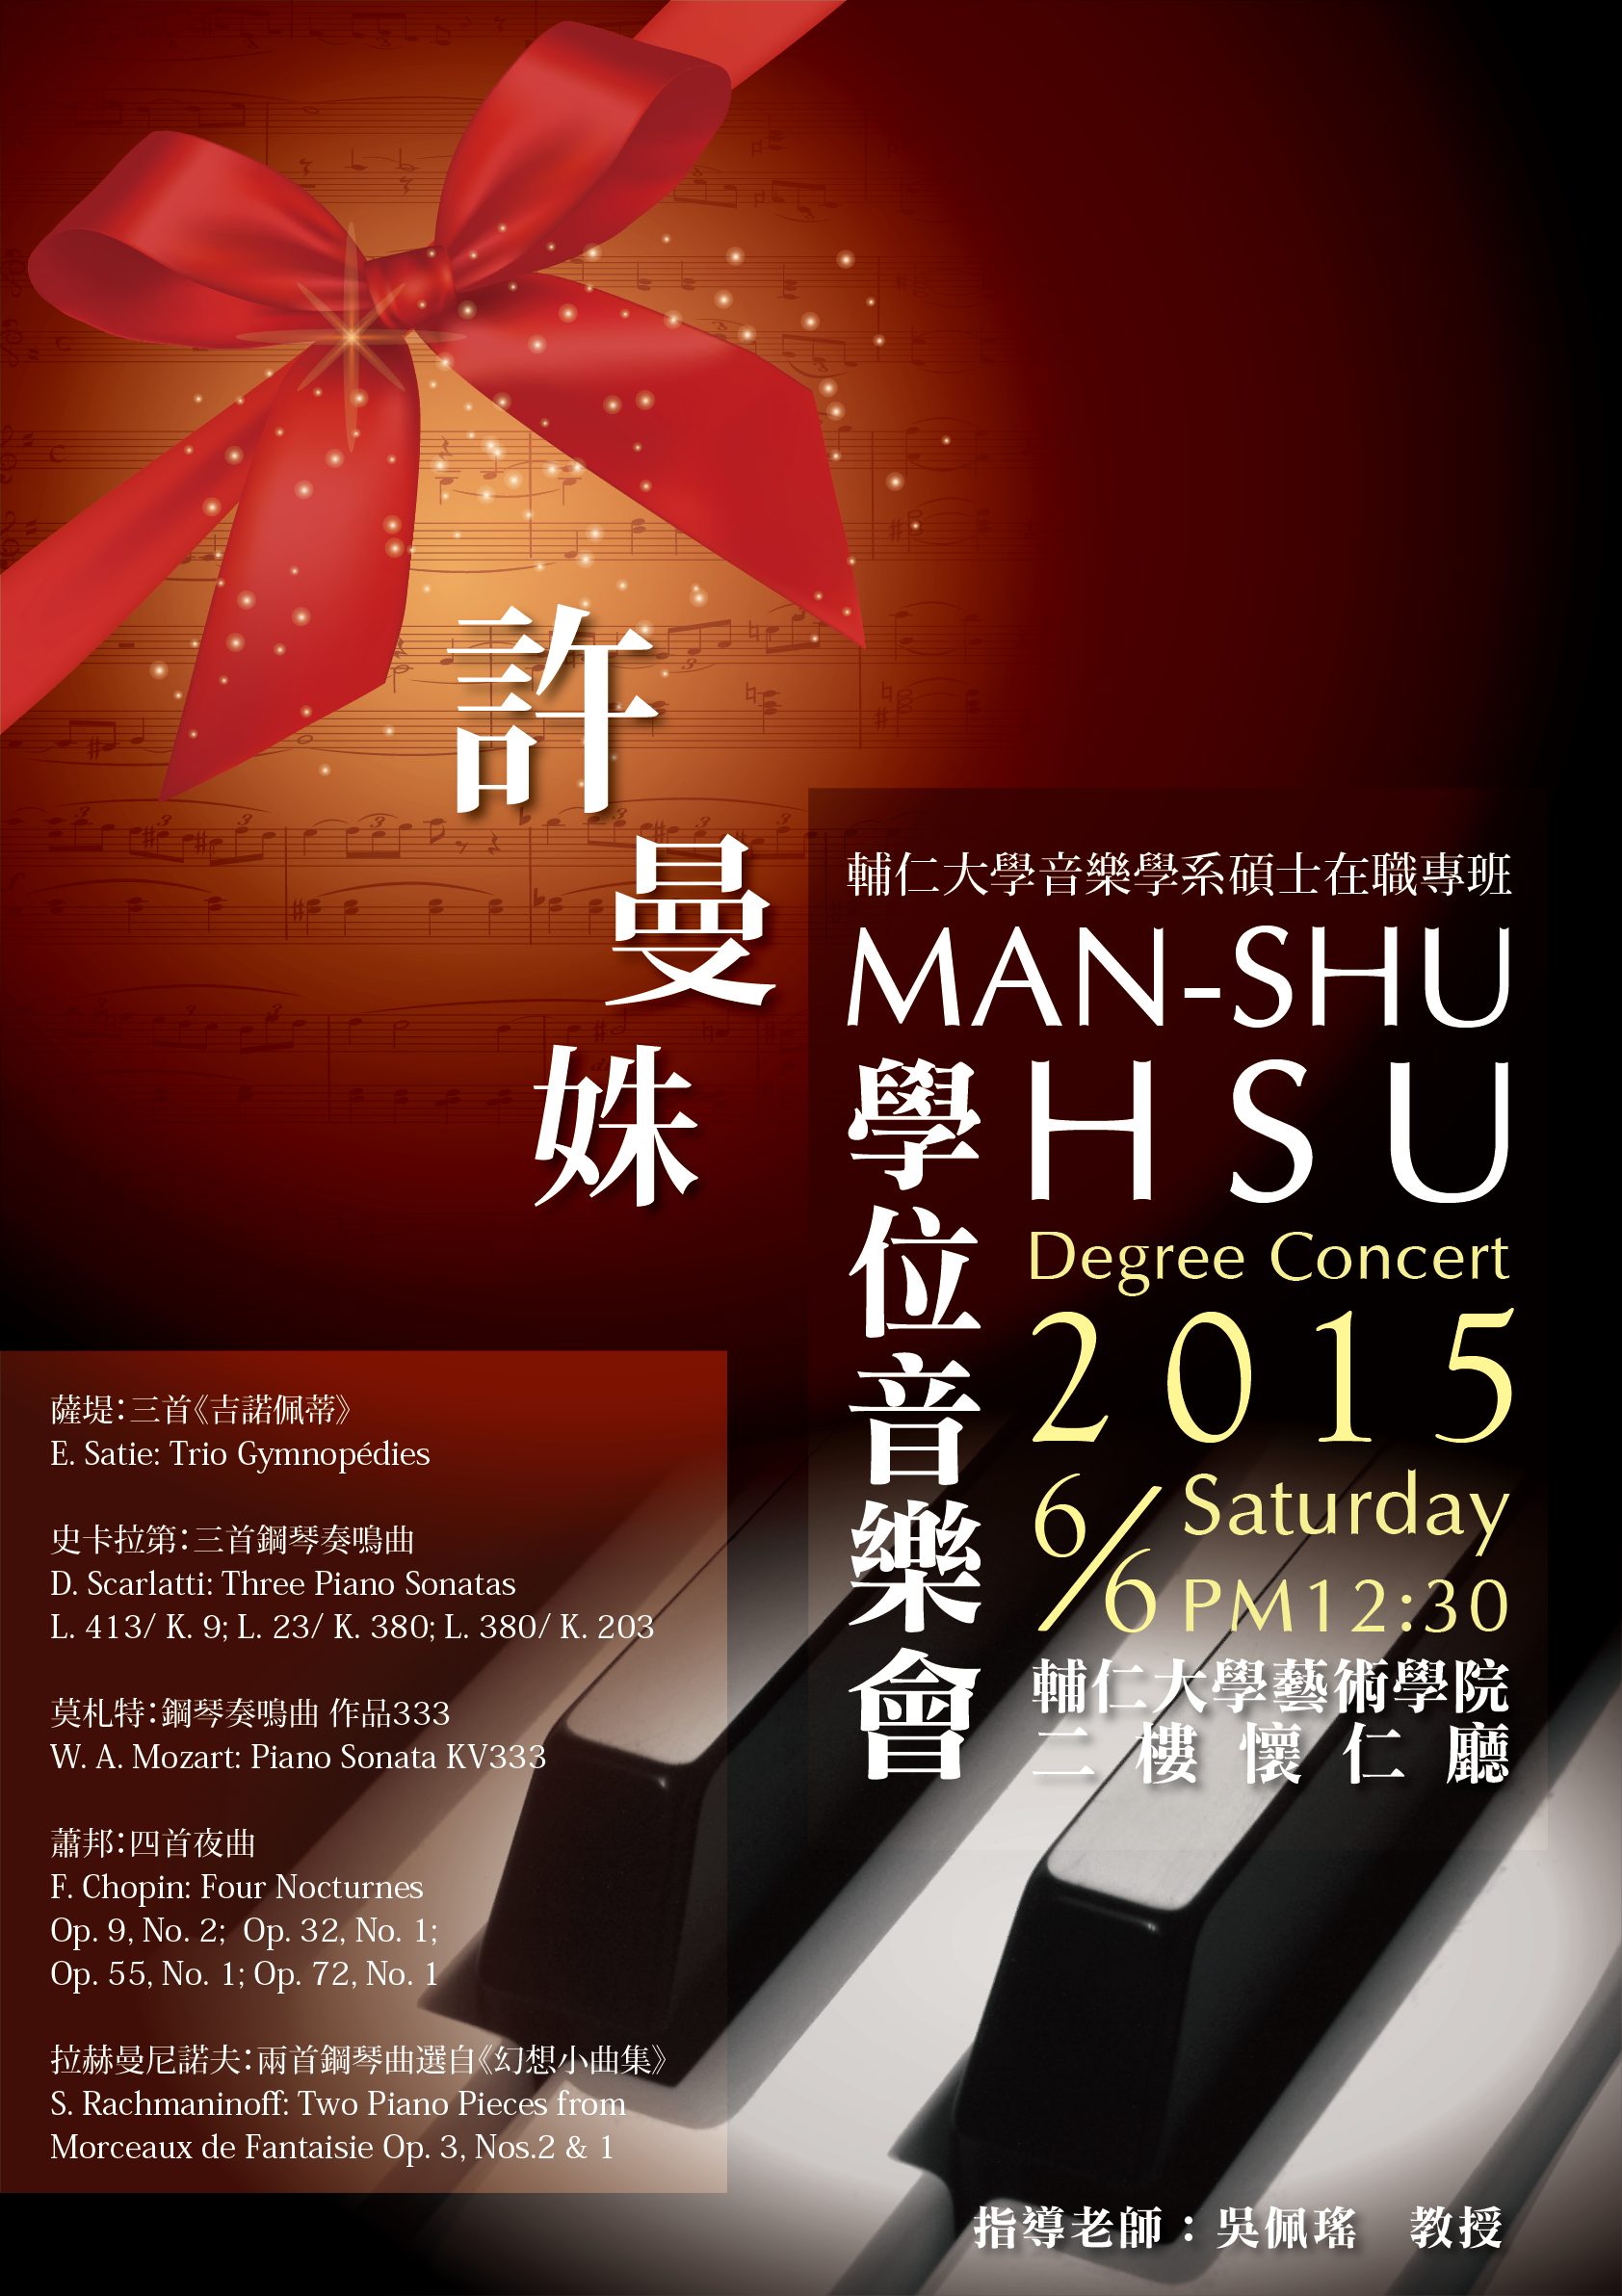 許
曼
姝
輔仁大學音樂學系碩士在職專班
MAN-SHU
HSU
學位音樂會
Degree Concert
2015
6/6 Saturday
PM12:30
輔仁大學藝術學院
二樓懷仁廳
薩堤：三首《吉諾佩蒂》
E. Satie: Trio Gymnopédies
史卡拉第：三首鋼琴奏鳴曲
D. Scarlatti: Three Piano Sonatas
L. 413/ K. 9; L. 23/ K. 380; L. 380/ K. 203
莫札特：鋼琴奏鳴曲 作品333
W. A. Mozart: Piano Sonata KV333
蕭邦：四首夜曲
F. Chopin: Four Nocturnes
Op. 9, No. 2;  Op. 32, No. 1;
Op. 55, No. 1; Op. 72, No. 1
拉赫曼尼諾夫：兩首鋼琴曲選自《幻想小曲集》
S. Rachmaninoff: Two Piano Pieces from
Morceaux de Fantaisie Op. 3, Nos.2 & 1
指導老師：吳佩瑤　教授